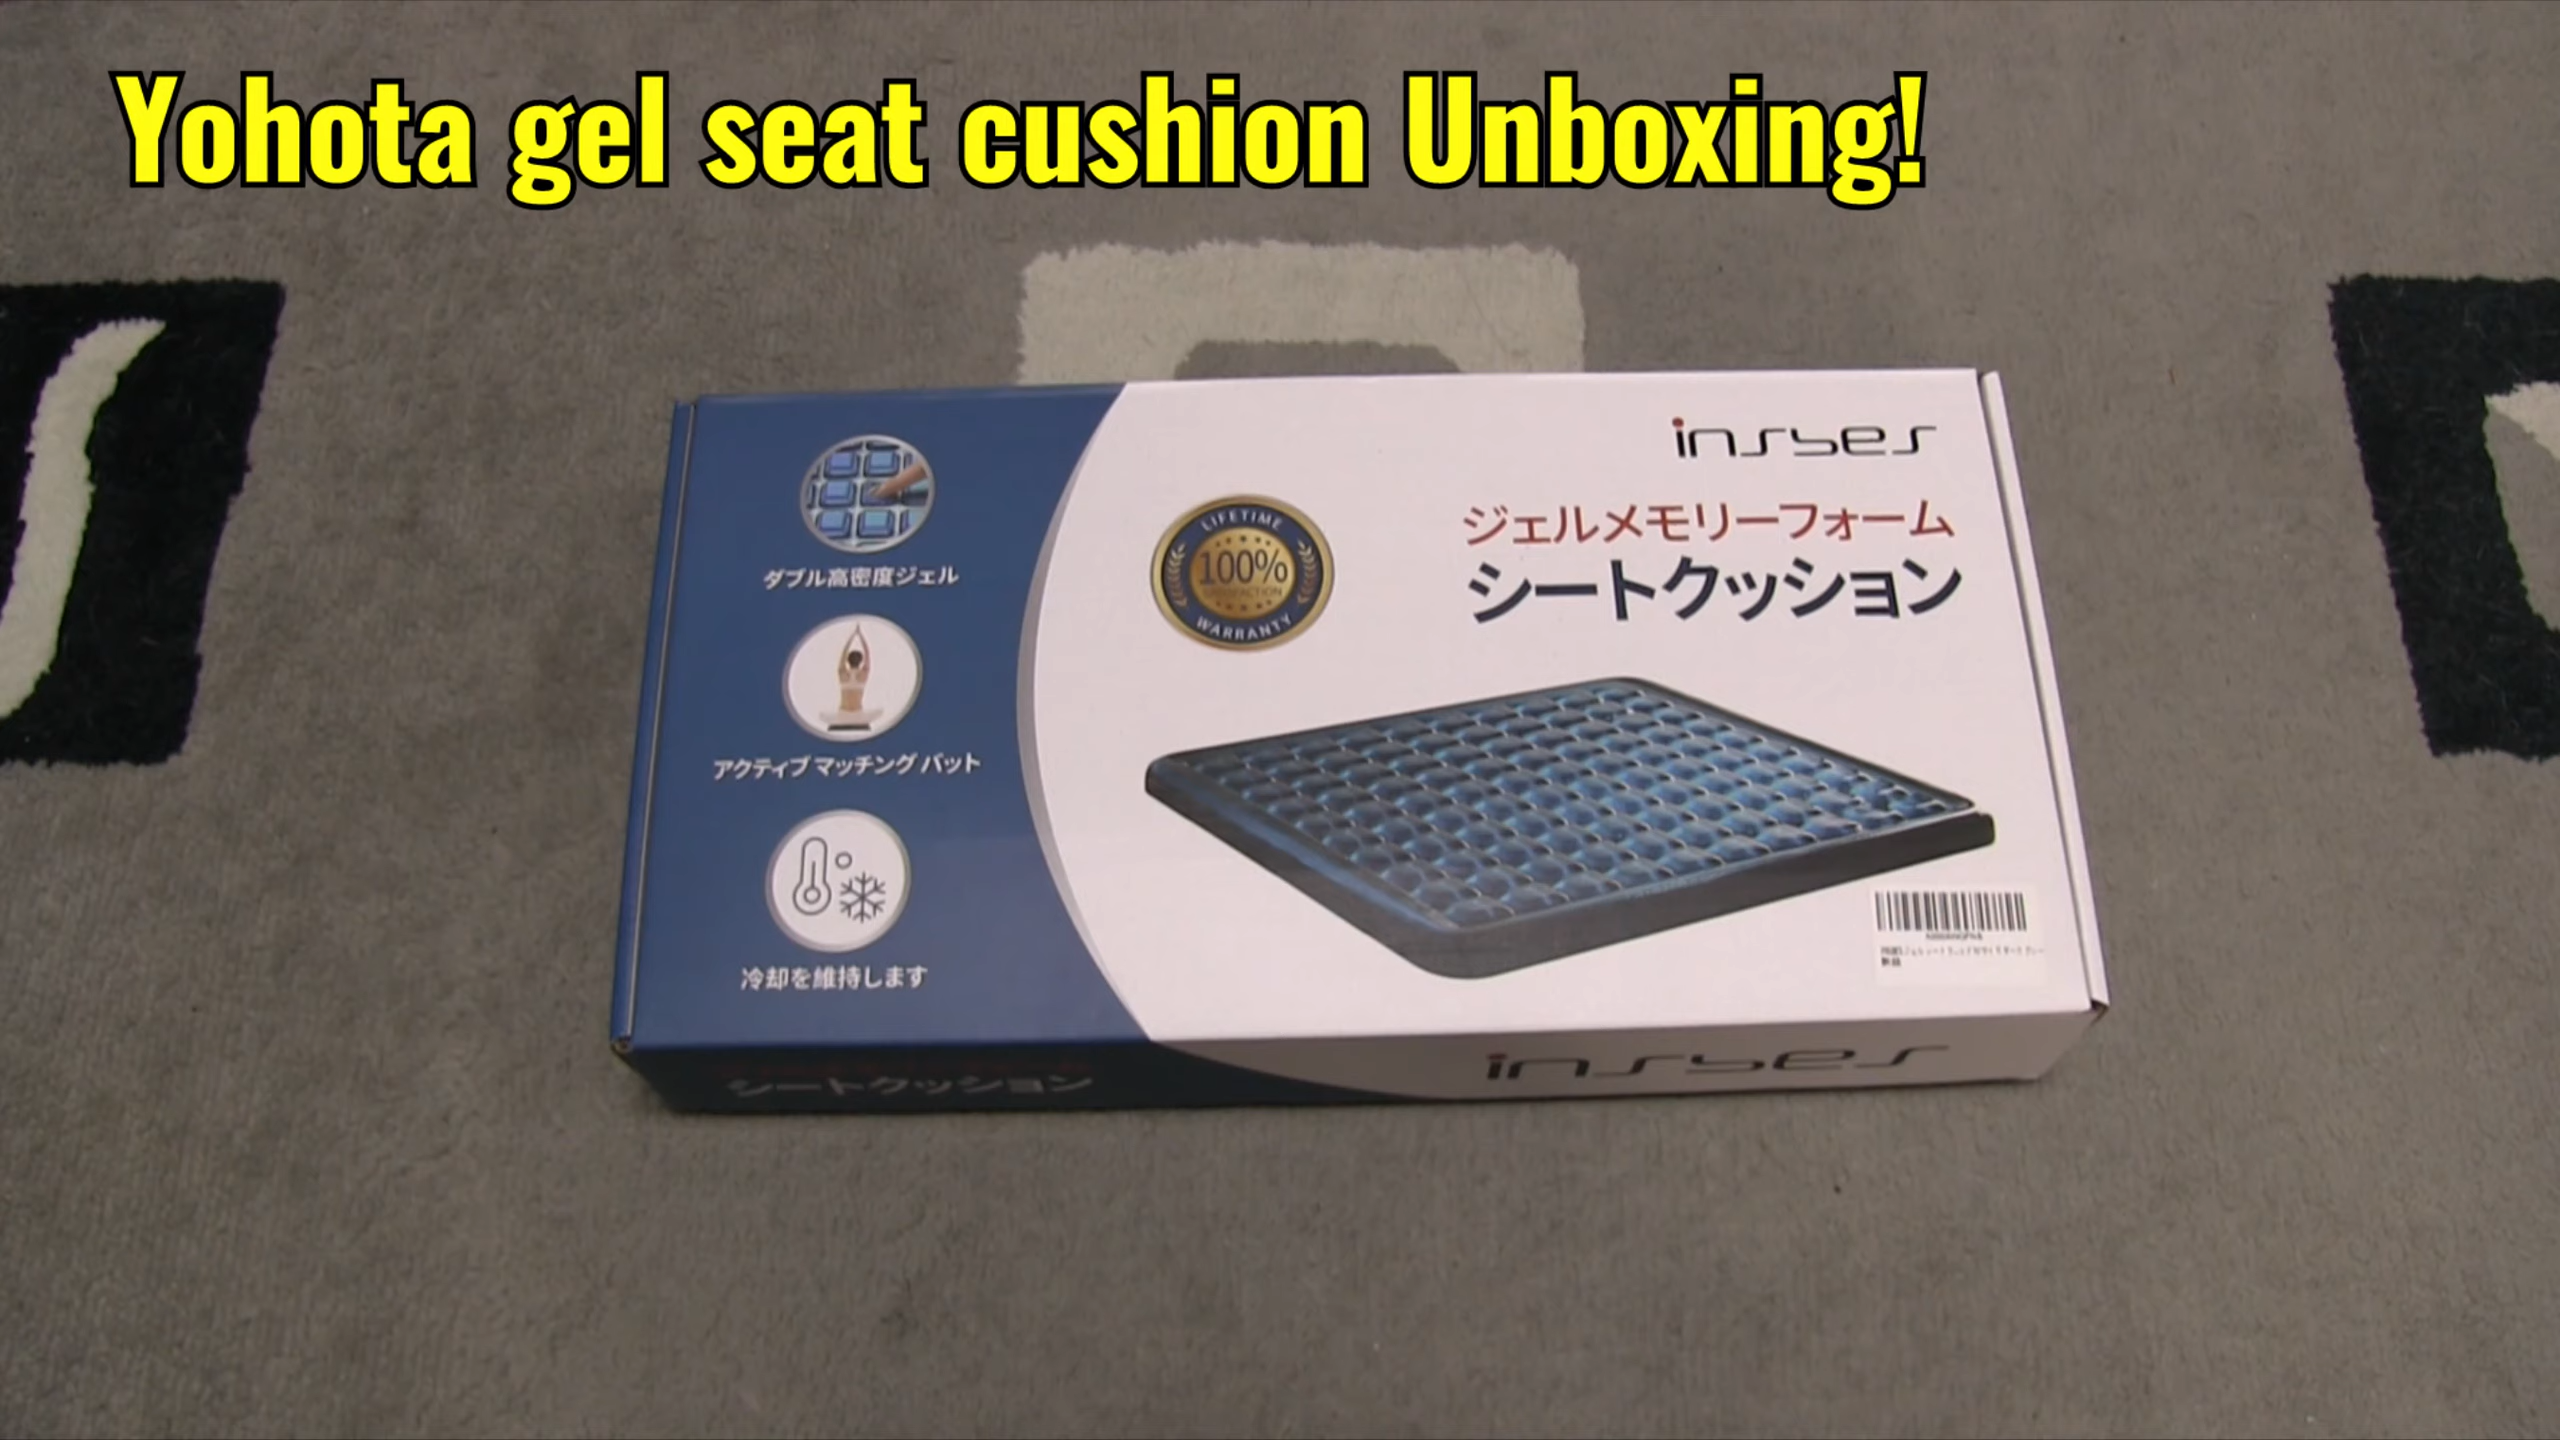 Yohota gel seat cushion Unboxing!
insyes
ジェルメモリーフォーム
シートクッション
LIFETIME
100%
SATISFACTION
WARRANTY
ダブル高密度ジェル
アクティブマッチングパット
冷却を維持します
シートクッション
insyes